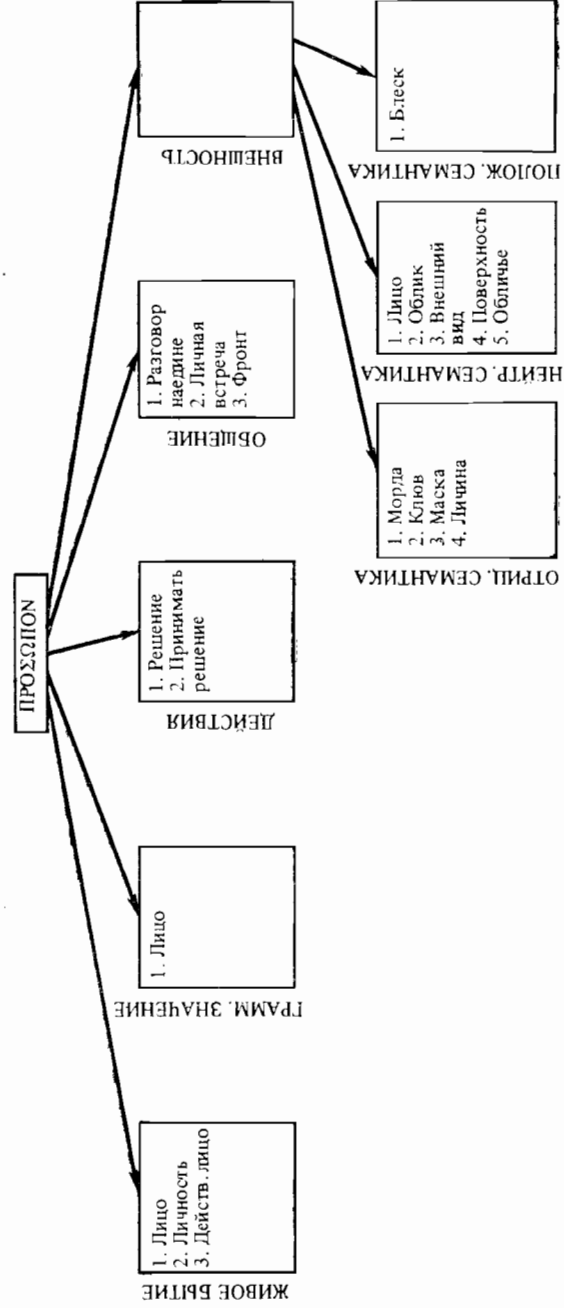 ΠΡΟΣΩΠΟΝ
ЖИВОЕ БЫТИЕ
1. Лицо
2. Личность
3. Действ. лицо
ГРАММ. ЗНАЧЕНИЕ
1. Лицо
ДЕЙСТВИЯ
1. Решение
2. Принимать
решение
ОБЩЕНИЕ
1. Разговор
наедине
2. Личная
встреча
3. Фронт
ВНЕШНОСТЬ
ОТРИЦ. СЕМАНТИКА
1. Морда
2. Клюв
3. Маска
4. Личина
НЕЙТР. СЕМАНТИКА
1. Лицо
2. Облик
3. Внешний
вид
4. Поверхность
5. Обличье
ПОЛОЖ. СЕМАНТИКА
1. Блеск